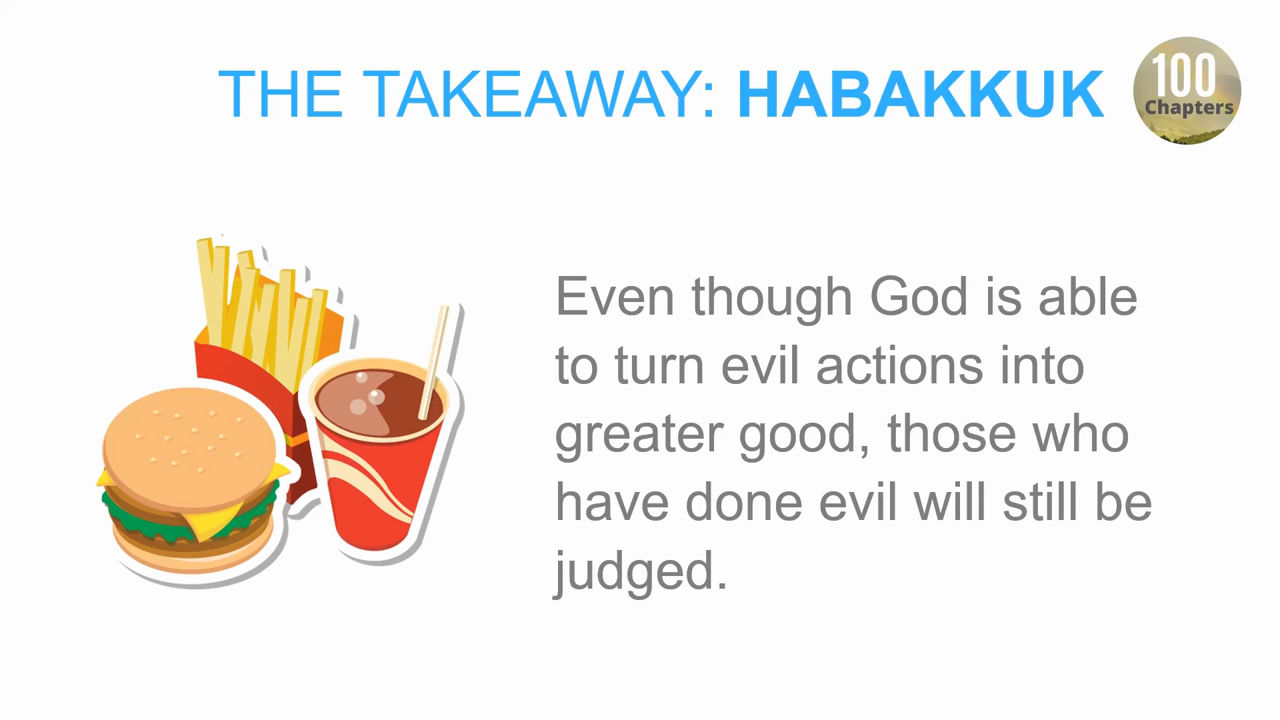 THE TAKEAWAY: HABAKKUK
100
Chapters
Even though God is able
to turn evil actions into
greater good, those who
have done evil will still be
judged.